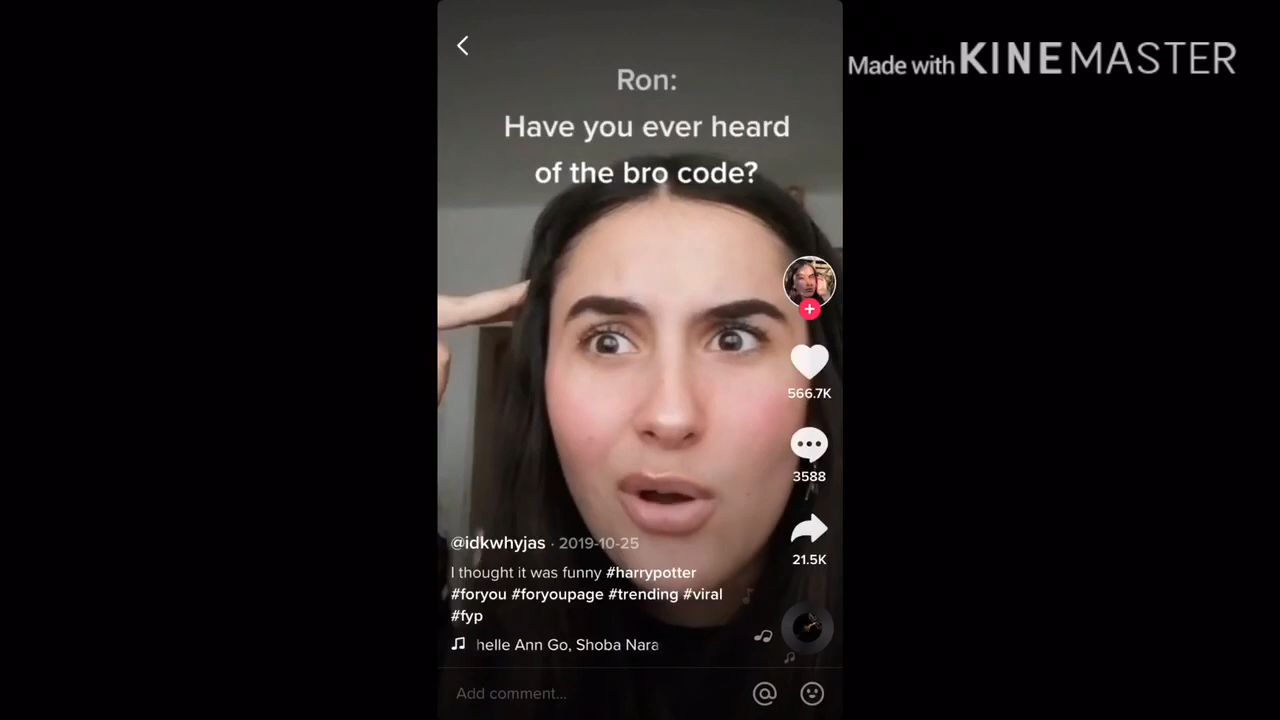 Made with KINEMASTER
Ron:
Have you ever heard
of the bro code?
566.7K
3588
21.5K
@idkwhyjas · 2019-10-25
I thought it was funny #harrypotter
#foryou #foryoupage #trending #viral
#fyp
helle Ann Go, Shoba Nara
Add comment...